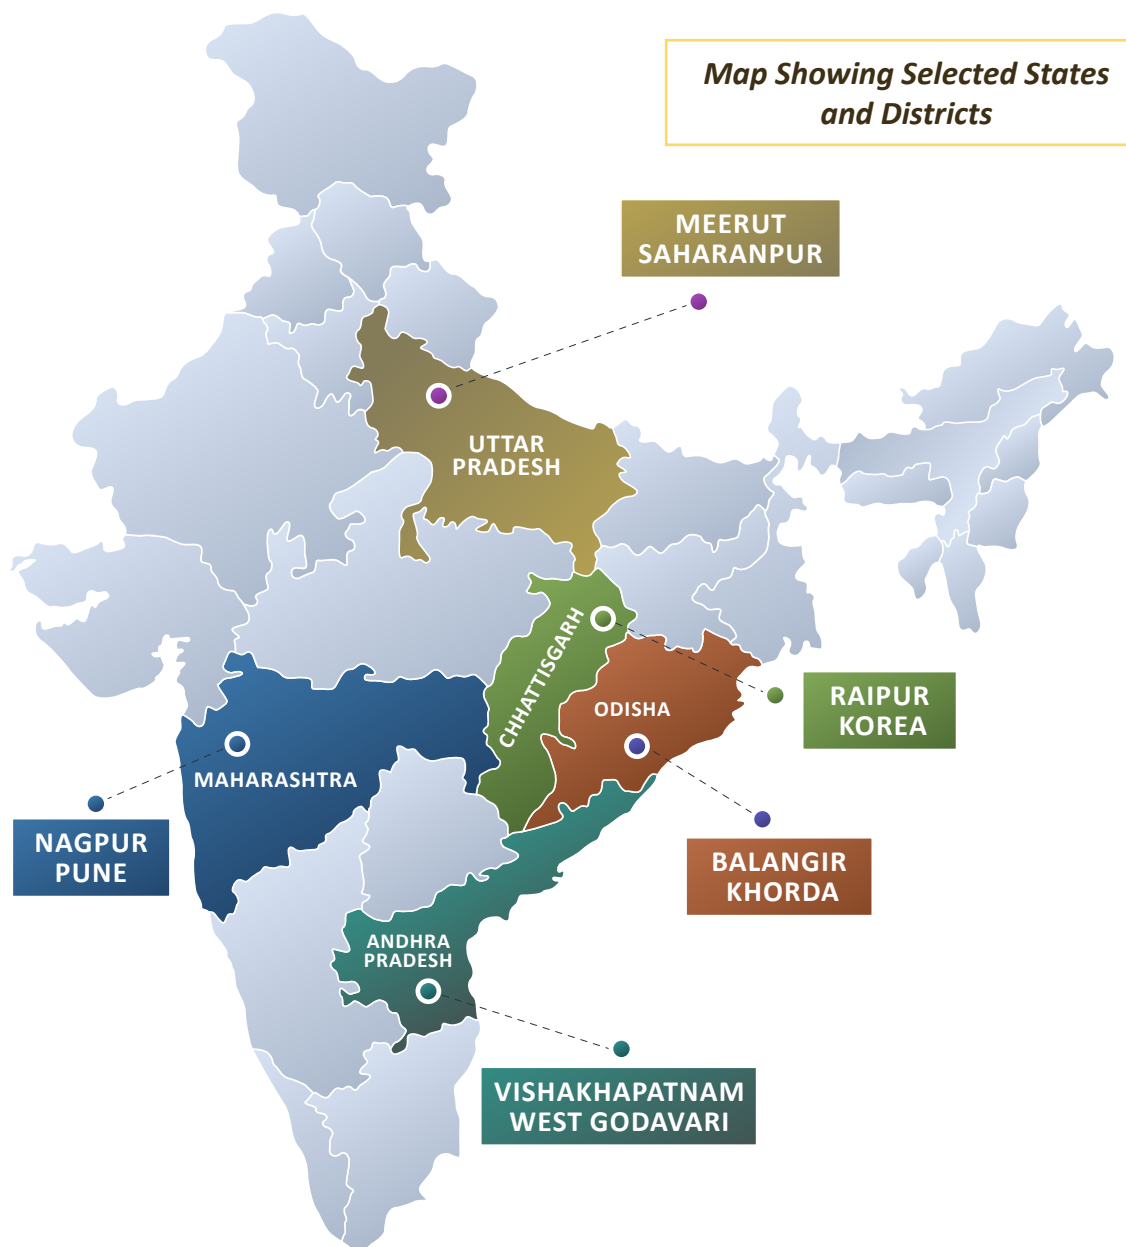 Map Showing Selected States
and Districts
MEERUT
SAHARANPUR
UTTAR
PRADESH
CHHATTISGARH
RAIPUR
KOREA
ODISHA
MAHARASHTRA
NAGPUR
PUNE
BALANGIR
KHORDA
ANDHRA
PRADESH
VISHAKHAPATNAM
WEST GODAVARI